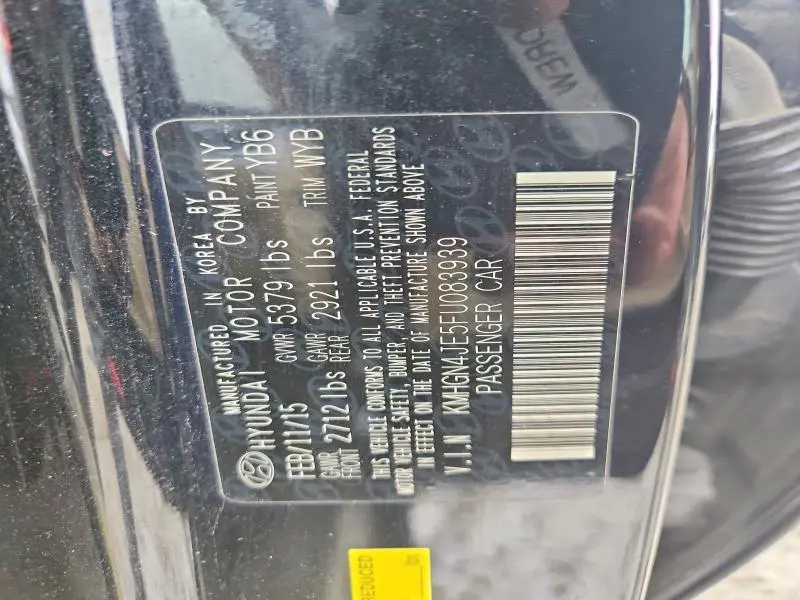 MANUFACTURED IN KOREA BY
HYUNDAI MOTOR COMPANY
FEB/11/15 GVWR 5379 lbs PAINT YB6
GAWR FRONT 2712 lbs GAWR REAR 2921 lbs TRIM WYB
THIS VEHICLE CONFORMS TO ALL APPLICABLE U.S.A. FEDERAL
MOTOR VEHICLE SAFETY, BUMPER, AND THEFT PREVENTION STANDARDS
IN EFFECT ON THE DATE OF MANUFACTURE SHOWN ABOVE
V.I.N KMHGN4JE5FU083939
PASSENGER CAR
REDUCED